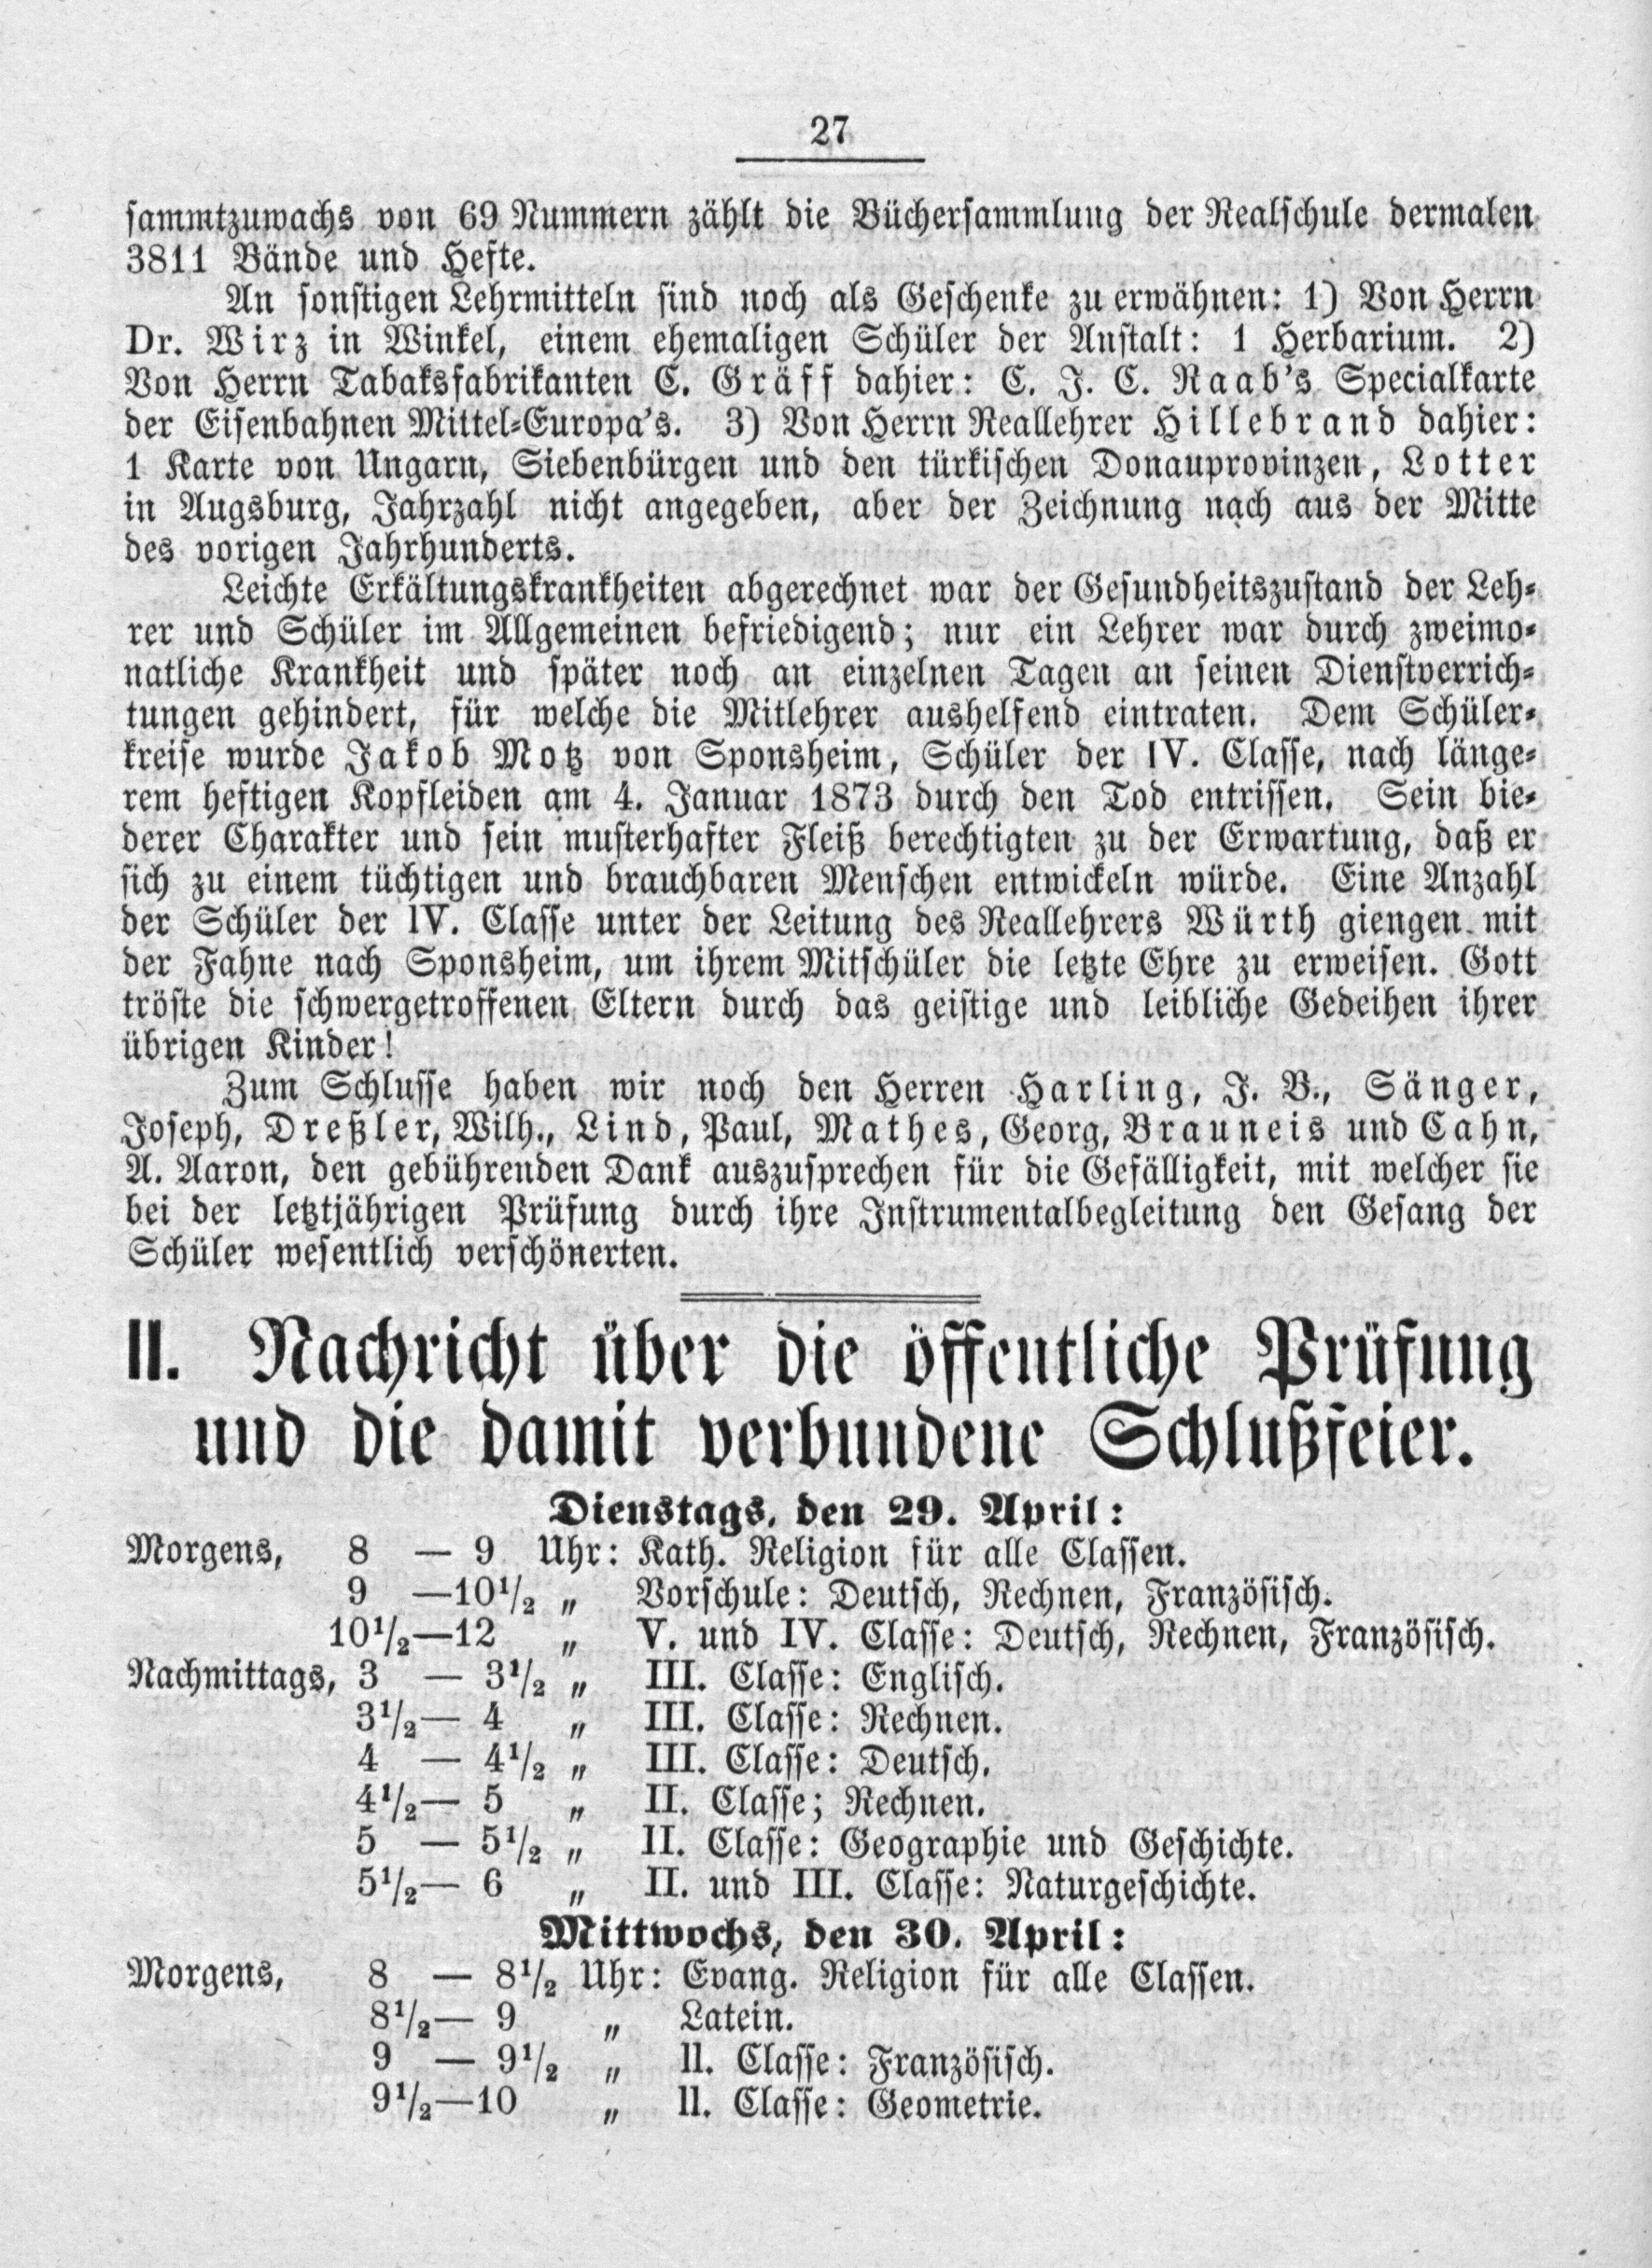 27
sammtzuwachs von 69 Nummern zählt die Büchersammlung der Realschule dermalen
3811 Bände und Hefte.
An sonstigen Lehrmitteln sind noch als Geschenke zu erwähnen: 1) Von Herrn
Dr. Wirz in Winkel, einem ehemaligen Schüler der Anstalt: 1 Herbarium. 2)
Von Herrn Tabaksfabrikanten C. Gräff dahier: C. J. C. Raab's Specialkarte
der Eisenbahnen Mittel-Europa's. 3) Von Herrn Reallehrer Hillebrand dahier:
1 Karte von Ungarn, Siebenbürgen und den türkischen Donauprovinzen, Lotter
in Augsburg, Jahrzahl nicht angegeben, aber der Zeichnung nach aus der Mitte
des vorigen Jahrhunderts.
Leichte Erkältungskrankheiten abgerechnet war der Gesundheitszustand der Leh-
rer und Schüler im Allgemeinen befriedigend; nur ein Lehrer war durch zweimo-
natliche Krankheit und später noch an einzelnen Tagen an seinen Dienstverrich-
tungen gehindert, für welche die Mitlehrer aushelfend eintraten. Dem Schüler-
kreise wurde Jakob Motz von Sponsheim, Schüler der IV. Classe, nach länge-
rem heftigen Kopfleiden am 4. Januar 1873 durch den Tod entrissen. Sein bie-
derer Charakter und sein musterhafter Fleiß berechtigten zu der Erwartung, daß er
sich zu einem tüchtigen und brauchbaren Menschen entwickeln würde. Eine Anzahl
der Schüler der IV. Classe unter der Leitung des Reallehrers Würth giengen mit
der Fahne nach Sponsheim, um ihrem Mitschüler die letzte Ehre zu erweisen. Gott
tröste die schwergetroffenen Eltern durch das geistige und leibliche Gedeihen ihrer
übrigen Kinder!
Zum Schlusse haben wir noch den Herren Harling, J. B., Sänger,
Joseph, Dreßler, Wilh., Lind, Paul, Mathes, Georg, Brauneis und Cahn,
A. Aaron, den gebührenden Dank auszusprechen für die Gefälligkeit, mit welcher sie
bei der letztjährigen Prüfung durch ihre Instrumentalbegleitung den Gesang der
Schüler wesentlich verschönerten.
II. Nachricht über die öffentliche Prüfung
und die damit verbundene Schlußfeier.
Dienstags, den 29. April:
Morgens, 8 — 9 Uhr: Kath. Religion für alle Classen.
9 —10½ „ Vorschule: Deutsch, Rechnen, Französisch.
10½—12 „ V. und IV. Classe: Deutsch, Rechnen, Französisch.
Nachmittags, 3 — 3½ „ III. Classe: Englisch.
3½— 4 „ III. Classe: Rechnen.
4 — 4½ „ III. Classe: Deutsch.
4½— 5 „ II. Classe; Rechnen.
5 — 5½ „ II. Classe: Geographie und Geschichte.
5½— 6 „ II. und III. Classe: Naturgeschichte.
Mittwochs, den 30. April:
Morgens, 8 — 8½ Uhr: Evang. Religion für alle Classen.
8½— 9 „ Latein.
9 — 9½ „ II. Classe: Französisch.
9½—10 „ II. Classe: Geometrie.